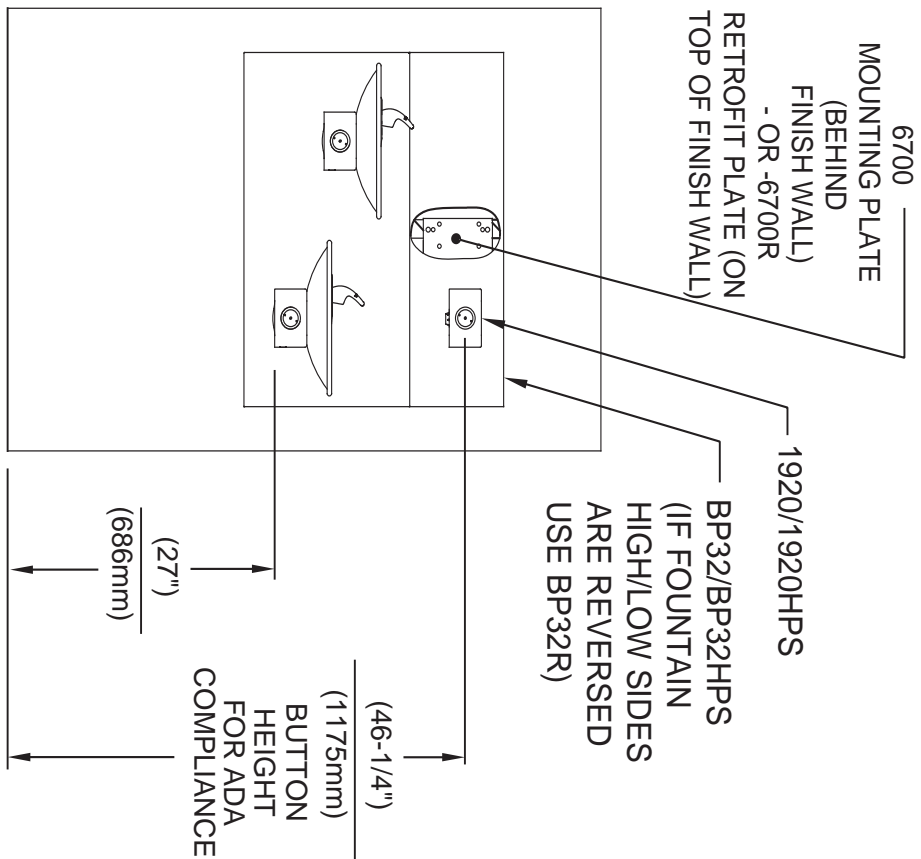 6700
MOUNTING PLATE
(BEHIND
FINISH WALL)
- OR -6700R
RETROFIT PLATE (ON
TOP OF FINISH WALL)
1920/1920HPS
BP32/BP32HPS
(IF FOUNTAIN
HIGH/LOW SIDES
ARE REVERSED
USE BP32R)
(27")
(686mm)
(46-1/4")
(1175mm)
BUTTON
HEIGHT
FOR ADA
COMPLIANCE